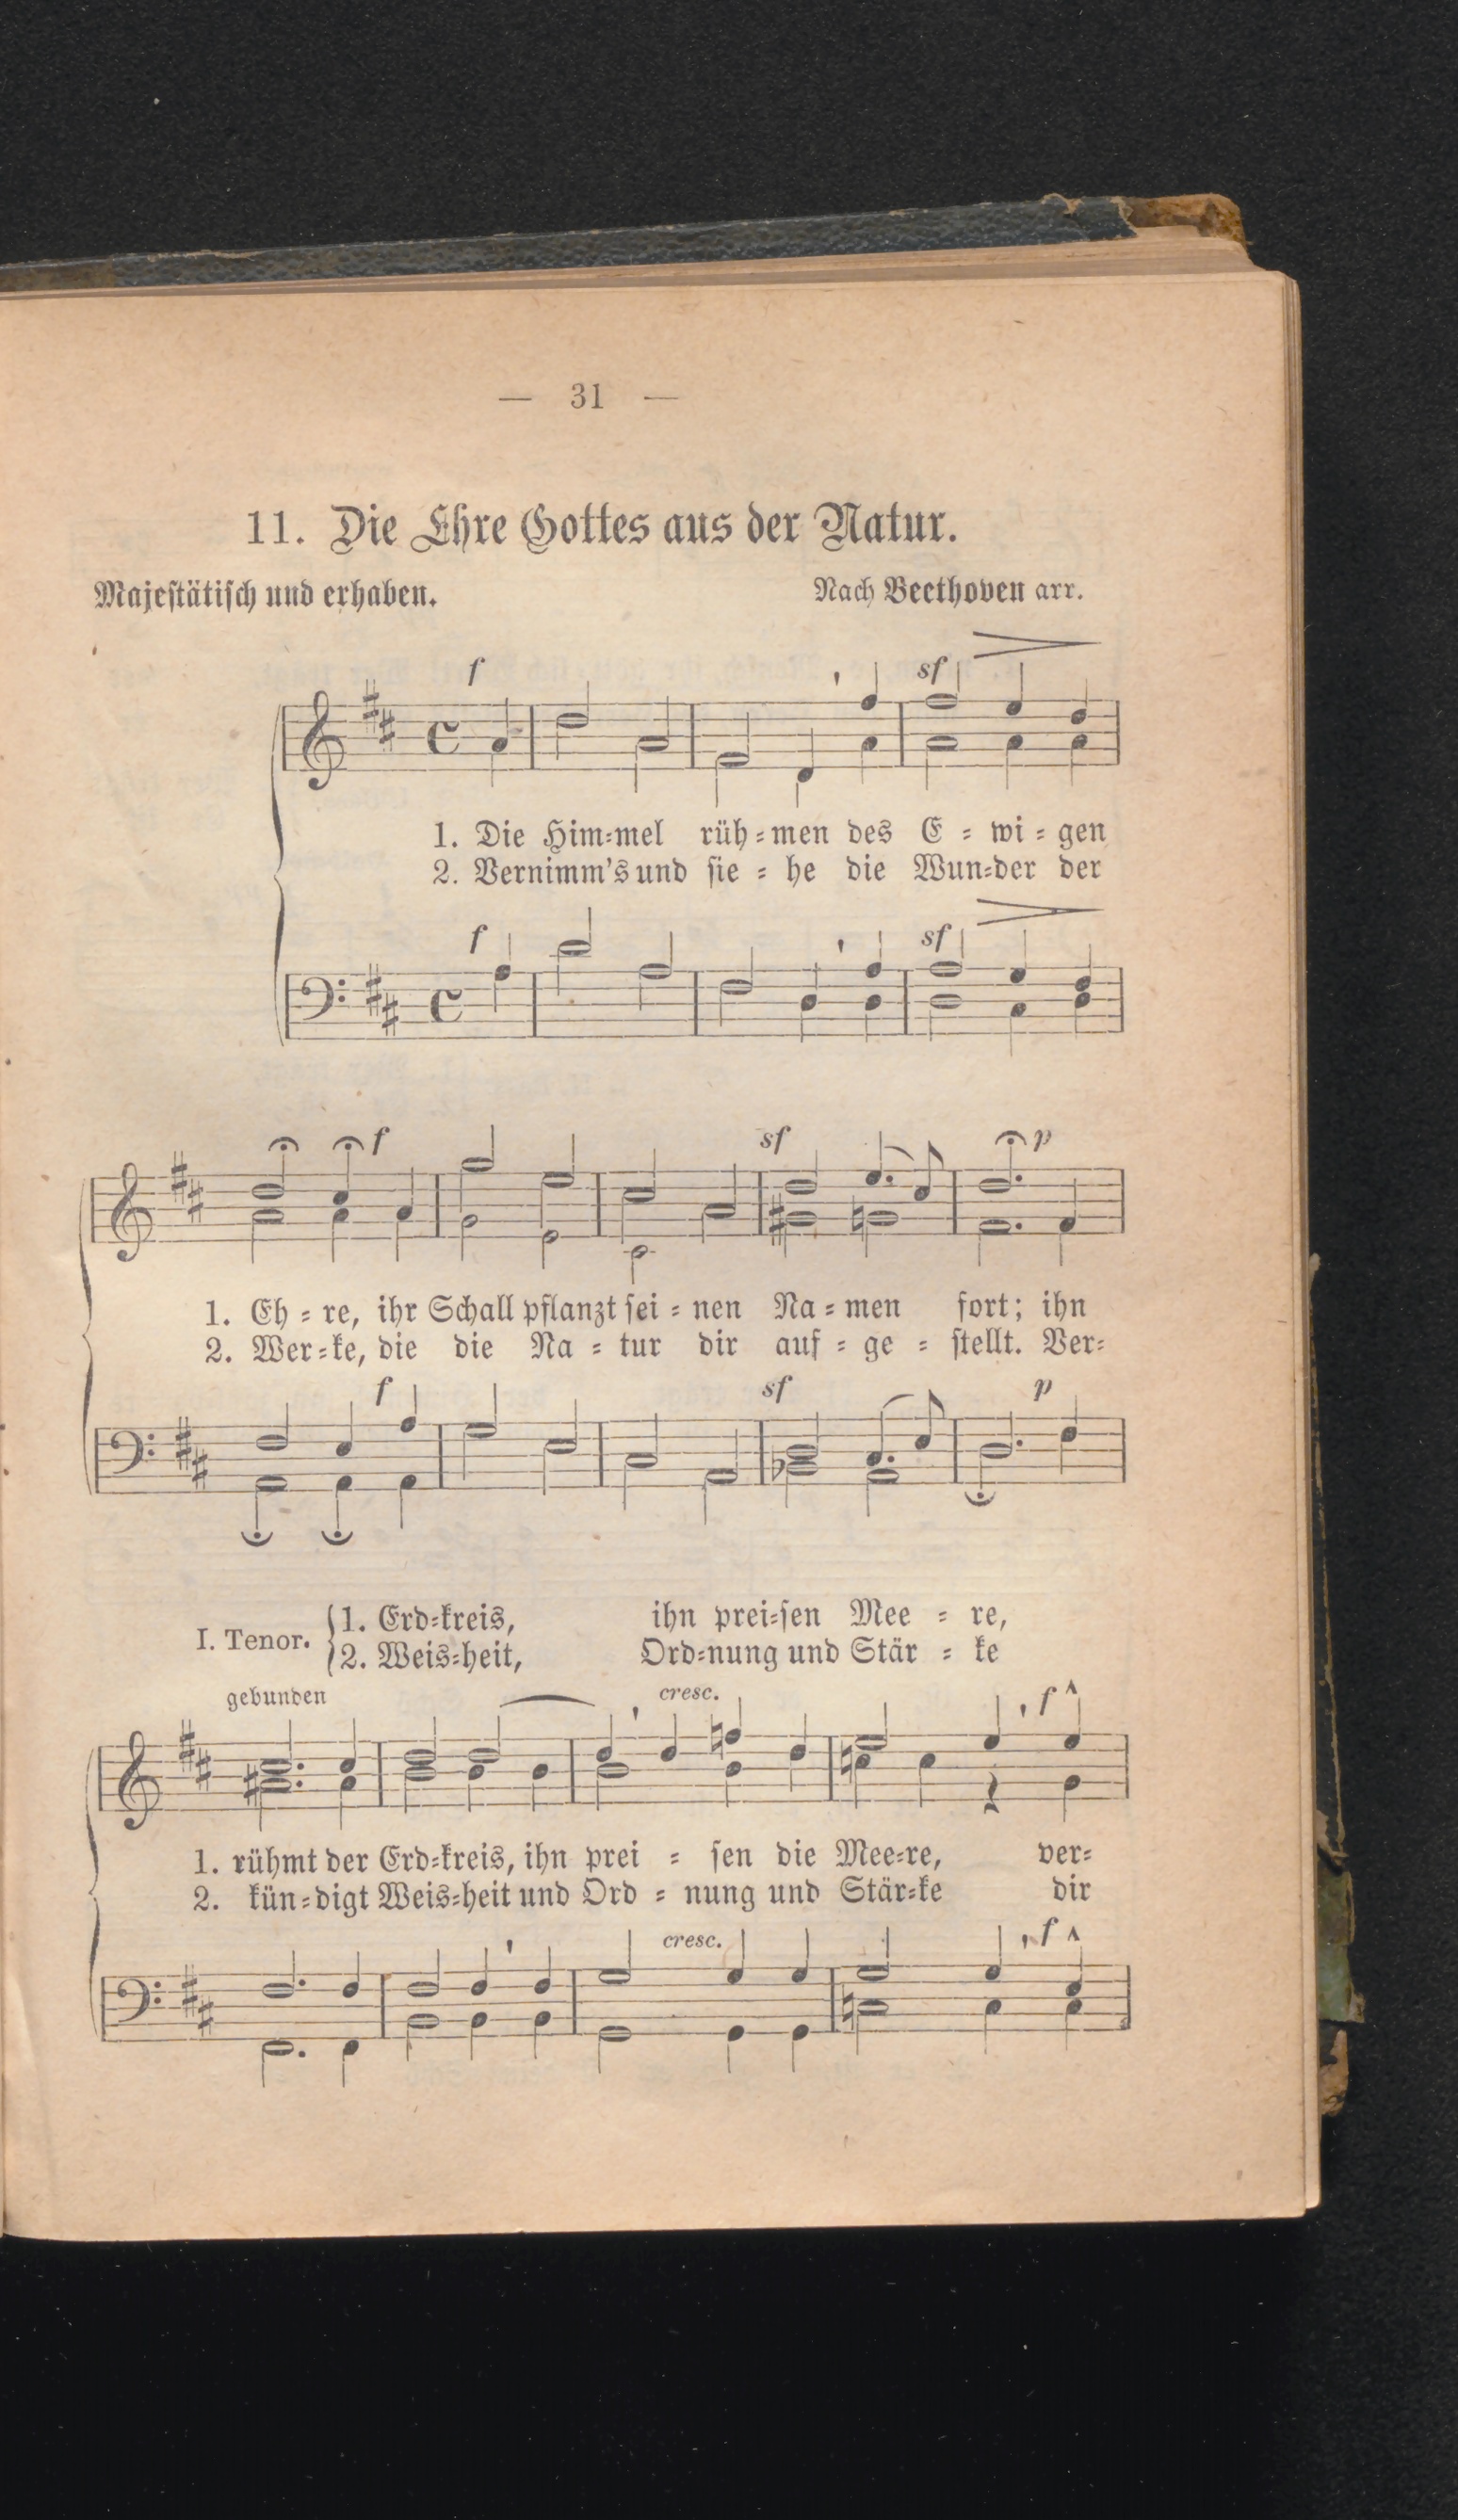 — 31 —
11. Die Ehre Gottes aus der Natur.
Majeſtätiſch und erhaben.
Nach Beethoven arr.
f
sf
1. Die Him=mel rüh=men des E = wi = gen
2. Vernimm's und ſie = he die Wun=der der
f
sf
f
sf
p
1. Eh = re, ihr Schall pflanzt ſei = nen Na = men fort; ihn
2. Wer=ke, die die Na = tur dir auf = ge = ſtellt. Ver=
f
sf
p
I. Tenor.
1. Erd=kreis, ihn prei=ſen Mee = re,
2. Weis=heit, Ord=nung und Stär = ke
gebunden
cresc.
f
1. rühmt der Erd=kreis, ihn prei = ſen die Mee=re, ver=
2. kün=digt Weis=heit und Ord = nung und Stär=ke dir
cresc.
f